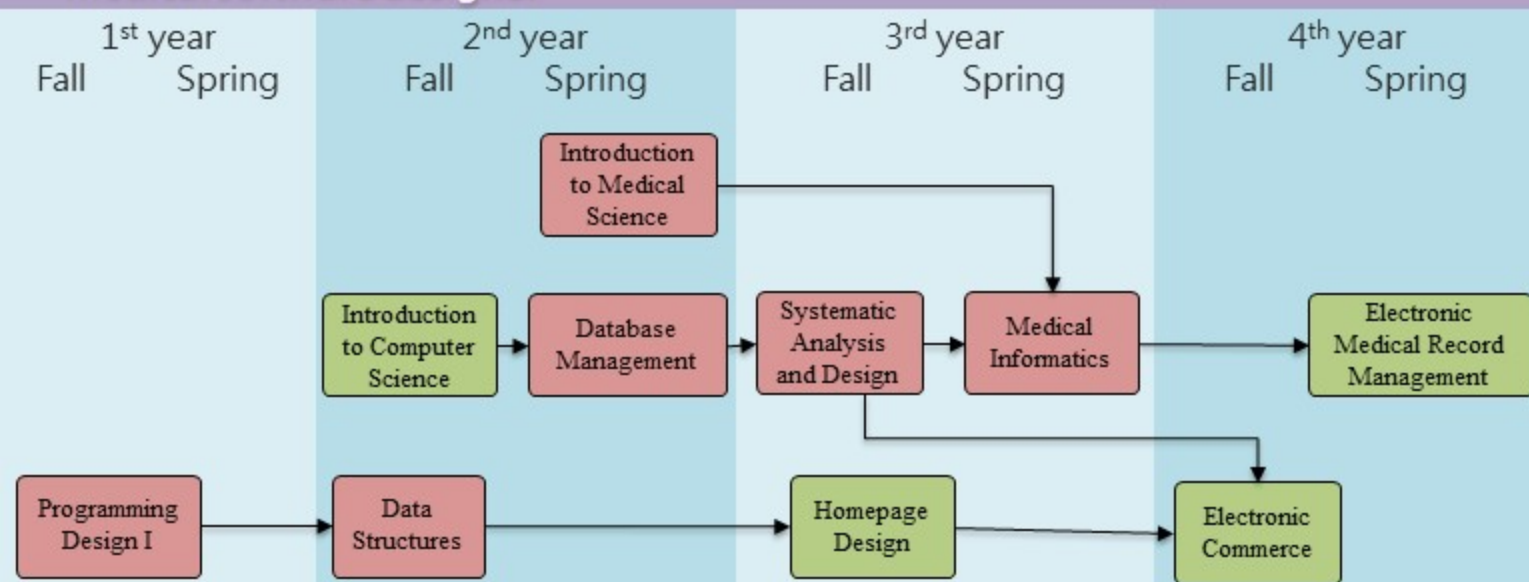 1st year
2nd year
3rd year
4th year
Fall Spring
Fall Spring
Fall Spring
Fall Spring
Introduction
to Medical
Science
Introduction
to Computer
Science
Database
Management
Systematic
Analysis
and Design
Medical
Informatics
Electronic
Medical Record
Management
Programming
Design I
Data
Structures
Homepage
Design
Electronic
Commerce